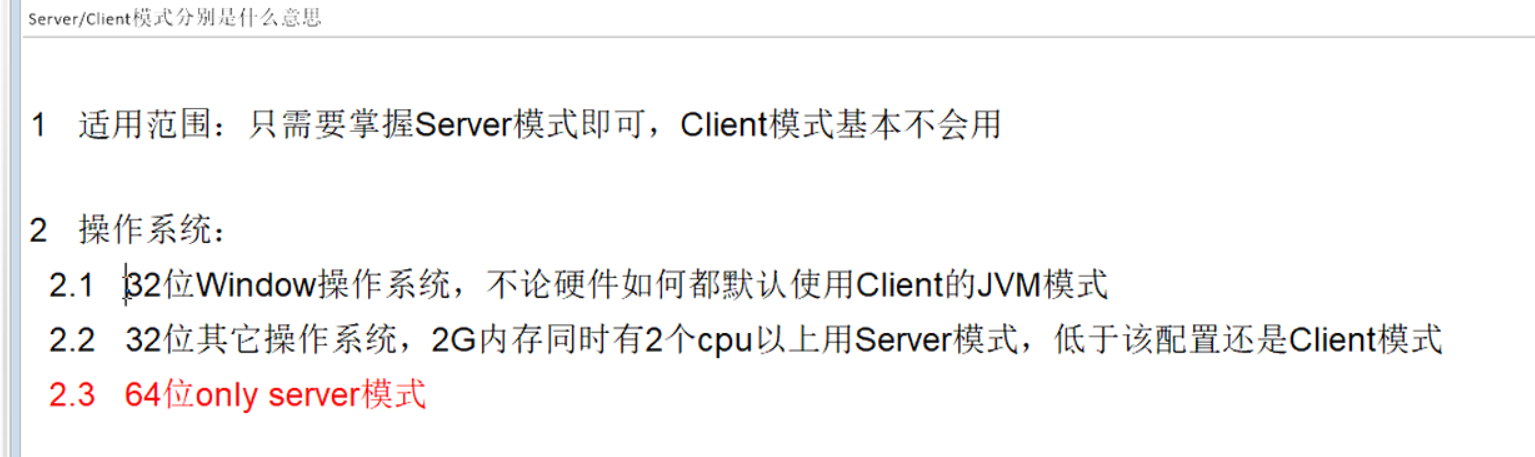 Server/Client模式分别是什么意思
1 适用范围：只需要掌握Server模式即可，Client模式基本不会用
2 操作系统：
2.1 32位Window操作系统，不论硬件如何都默认使用Client的JVM模式
2.2 32位其它操作系统，2G内存同时有2个cpu以上用Server模式，低于该配置还是Client模式
2.3 64位only server模式